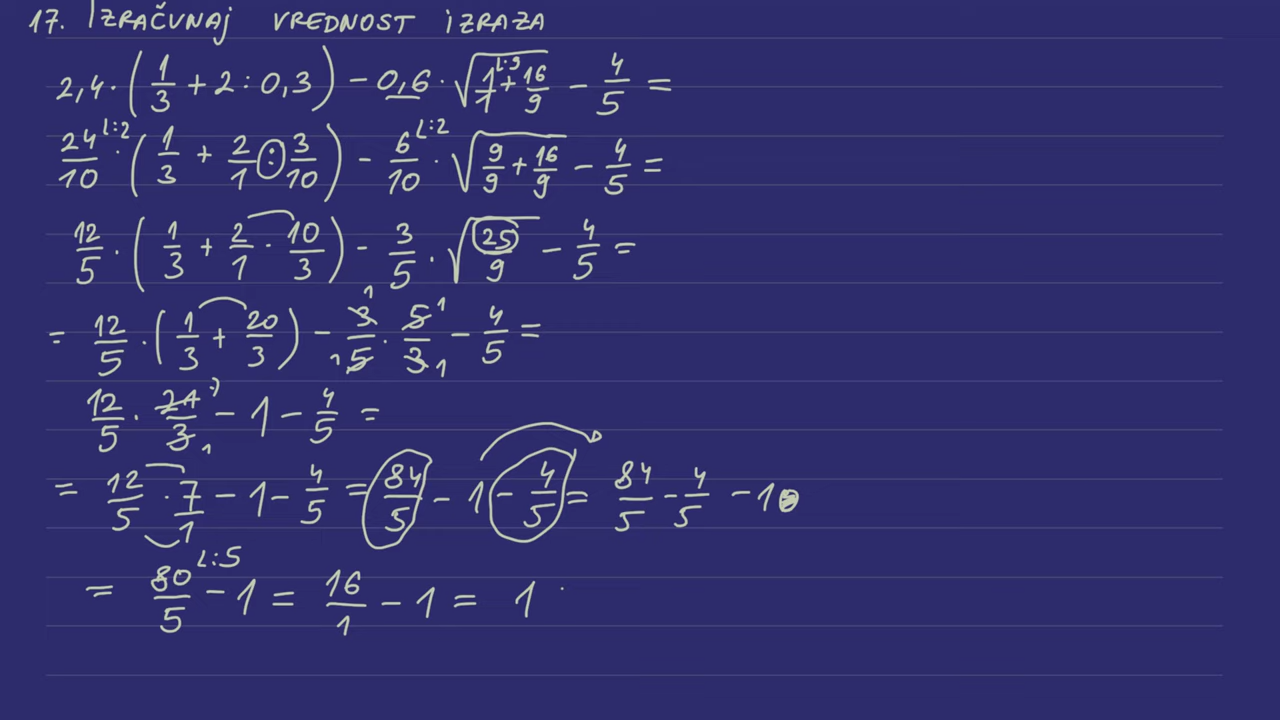 17. IZRAČUNAJ VREDNOST IZRAZA
2,4 · (1/3 + 2 : 0,3) - 0,6 · √(1/1 + 16/9) - 4/5 =
24/10 · (1/3 + 2/1 : 3/10) - 6/10 · √(9/9 + 16/9) - 4/5 =
12/5 · (1/3 + 2/1 · 10/3) - 3/5 · √(25/9) - 4/5 =
= 12/5 · (1/3 + 20/3) - 3/5 · 5/3 - 4/5 =
12/5 · 21/3 - 1 - 4/5 =
= 12/5 · 7/1 - 1 - 4/5 = 84/5 - 1 - 4/5 = 84/5 - 4/5 - 1
= 80/5 - 1 = 16/1 - 1 = 1